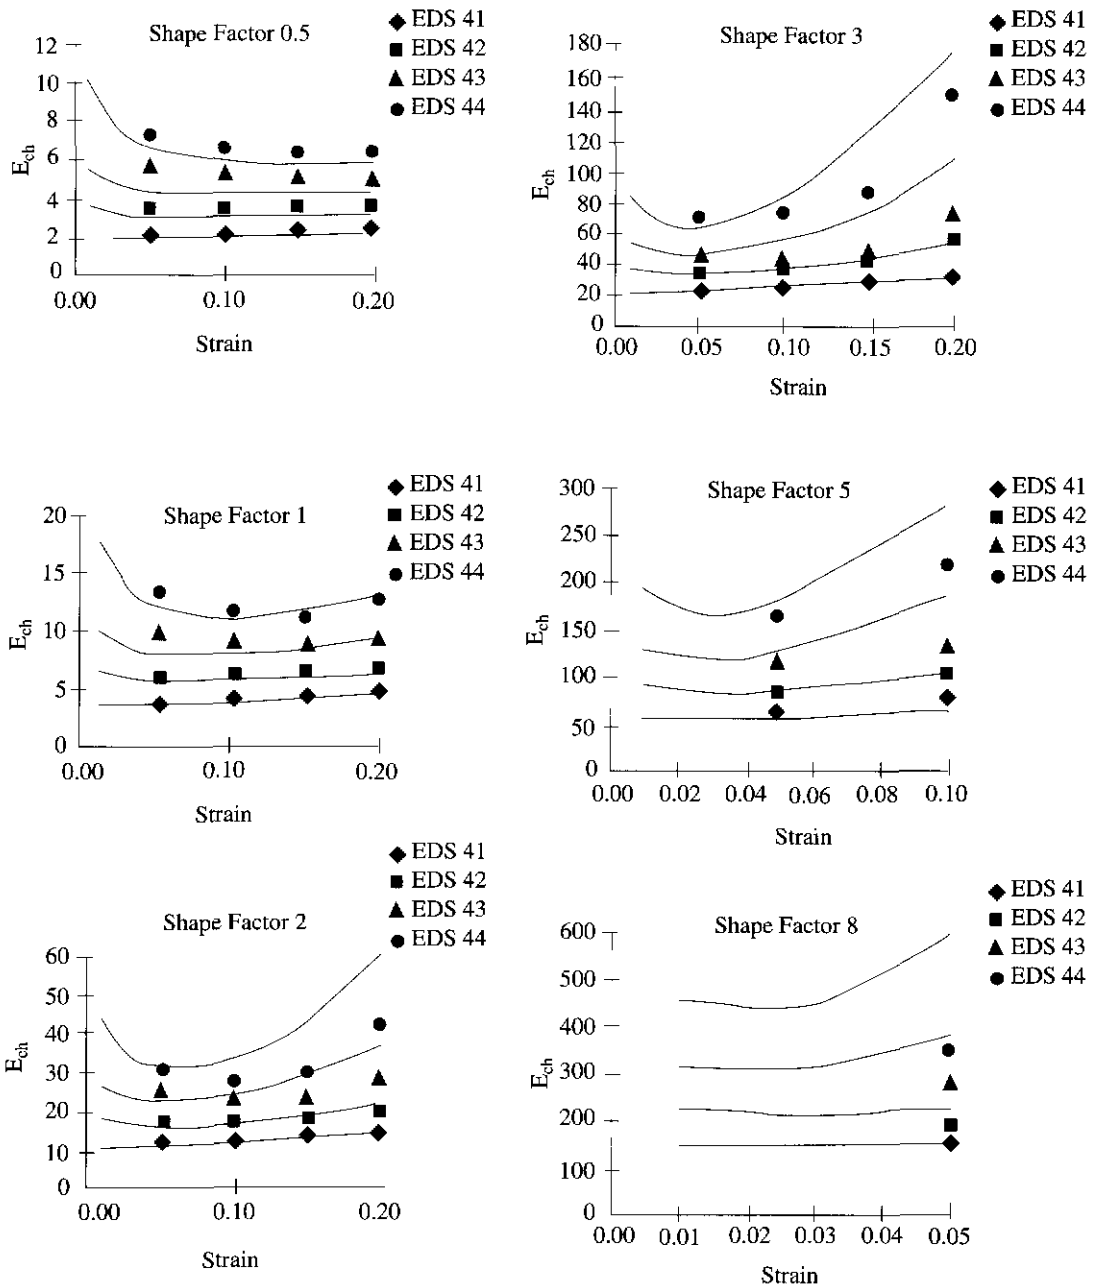 Shape Factor 0.5
EDS 41
EDS 42
EDS 43
EDS 44
12
10
8
6
4
2
0
E_ch
0.00
0.10
0.20
Strain
Shape Factor 3
EDS 41
EDS 42
EDS 43
EDS 44
180
160
140
120
100
80
60
40
20
0
E_ch
0.00
0.05
0.10
0.15
0.20
Strain
Shape Factor 1
EDS 41
EDS 42
EDS 43
EDS 44
20
15
10
5
0
E_ch
0.00
0.10
0.20
Strain
Shape Factor 5
EDS 41
EDS 42
EDS 43
EDS 44
300
250
200
150
100
50
0
E_ch
0.00
0.02
0.04
0.06
0.08
0.10
Strain
Shape Factor 2
EDS 41
EDS 42
EDS 43
EDS 44
60
50
40
30
20
10
0
E_ch
0.00
0.10
0.20
Strain
Shape Factor 8
EDS 41
EDS 42
EDS 43
EDS 44
600
500
400
300
200
100
0
E_ch
0.00
0.01
0.02
0.03
0.04
0.05
Strain